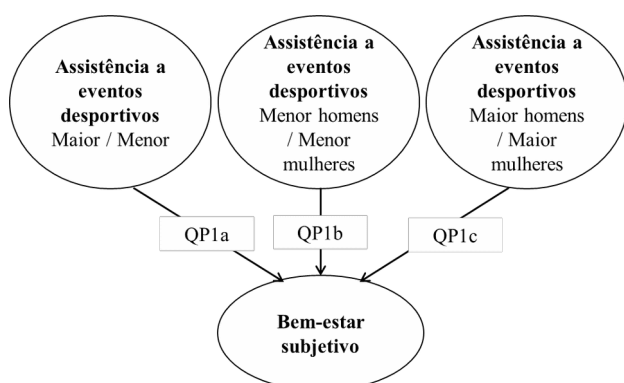 Assistência a
eventos
desportivos
Maior / Menor
Assistência a
eventos
desportivos
Menor homens
/ Menor
mulheres
Assistência a
eventos
desportivos
Maior homens
/ Maior
mulheres
QP1a
QP1b
QP1c
Bem-estar
subjetivo